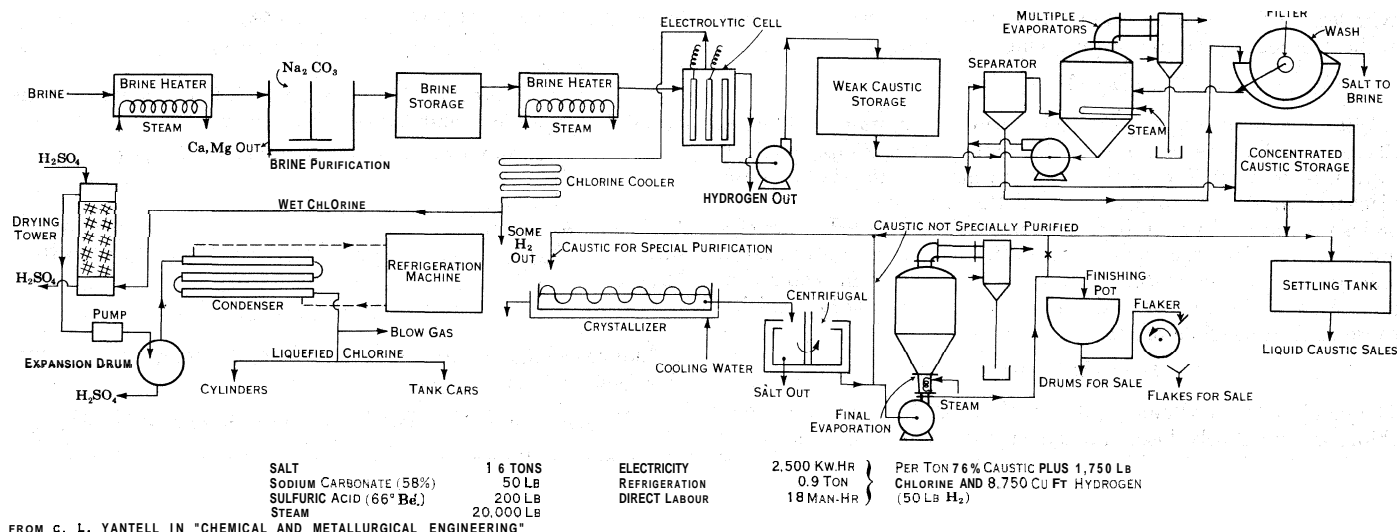 ELECTROLYTIC CELL
MULTIPLE
EVAPORATORS
FILTER
WASH
SALT TO
BRINE
BRINE
BRINE HEATER
STEAM
Na₂ CO₃
Ca, Mg OUT
BRINE PURIFICATION
BRINE
STORAGE
BRINE HEATER
STEAM
WEAK CAUSTIC
STORAGE
SEPARATOR
STEAM
CONCENTRATED
CAUSTIC STORAGE
HYDROGEN OUT
CHLORINE COOLER
H₂SO₄
DRYING
TOWER
H₂SO₄
WET CHLORINE
SOME
H₂
OUT
CAUSTIC FOR SPECIAL PURIFICATION
CAUSTIC NOT SPECIALLY PURIFIED
REFRIGERATION
MACHINE
CONDENSER
PUMP
EXPANSION DRUM
H₂SO₄
BLOW GAS
LIQUEFIED CHLORINE
CYLINDERS
TANK CARS
CRYSTALLIZER
COOLING WATER
CENTRIFUGAL
SALT OUT
FINAL
EVAPORATION
STEAM
FINISHING
POT
FLAKER
DRUMS FOR SALE
FLAKES FOR SALE
SETTLING TANK
LIQUID CAUSTIC SALES
SALT 1 6 TONS
SODIUM CARBONATE (58%) 50 LB
SULFURIC ACID (66° Bé.) 200 LB
STEAM 20,000 LB
ELECTRICITY 2,500 KW.HR
REFRIGERATION 0.9 TON
DIRECT LABOUR 18 MAN-HR
PER TON 76% CAUSTIC PLUS 1,750 LB
CHLORINE AND 8,750 CU FT HYDROGEN
(50 LB H₂)
FROM C. L. YANTELL IN "CHEMICAL AND METALLURGICAL ENGINEERING"